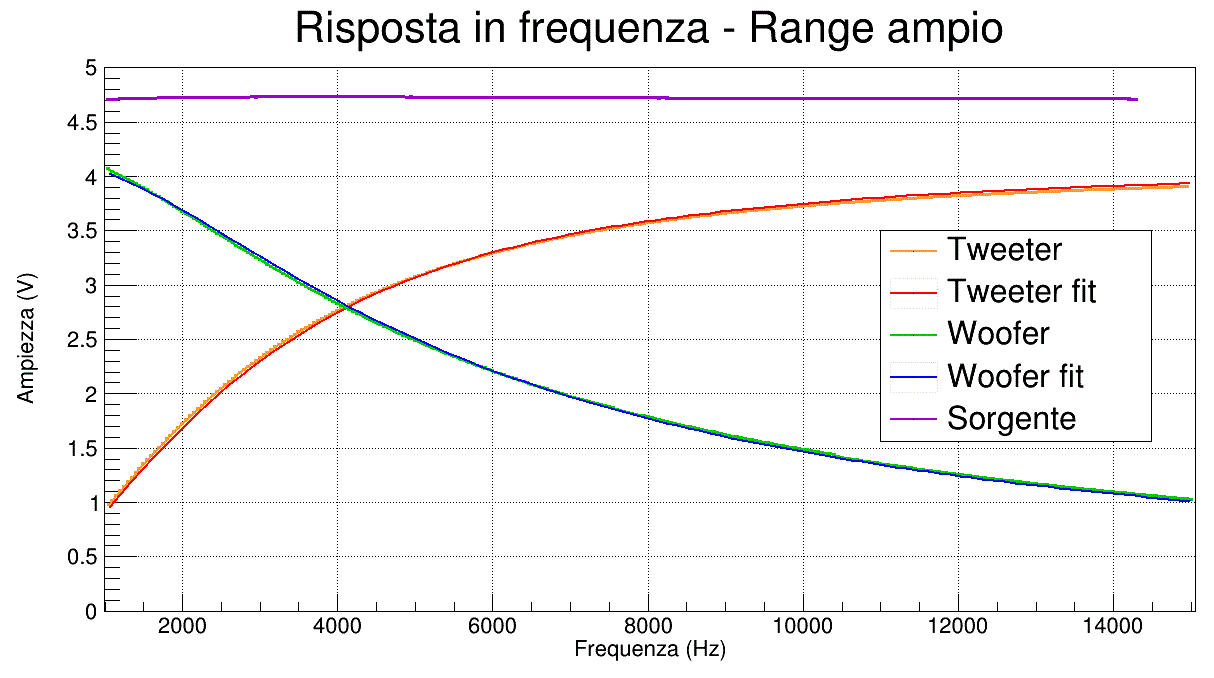 Risposta in frequenza - Range ampio
5
4.5
4
3.5
3
2.5
2
1.5
1
0.5
0
Ampiezza (V)
Tweeter
Tweeter fit
Woofer
Woofer fit
Sorgente
2000 4000 6000 8000 10000 12000 14000
Frequenza (Hz)